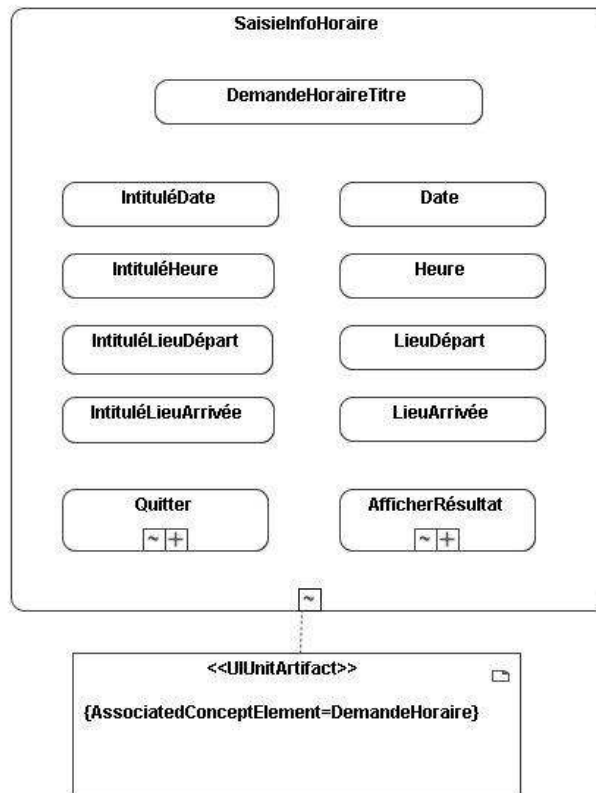 SaisieInfoHoraire
DemandeHoraireTitre
IntituléDate
Date
IntituléHeure
Heure
IntituléLieuDépart
LieuDépart
IntituléLieuArrivée
LieuArrivée
Quitter
AfficherRésultat
~ +
~ +
~
<<UIUnitArtifact>>
{AssociatedConceptElement=DemandeHoraire}